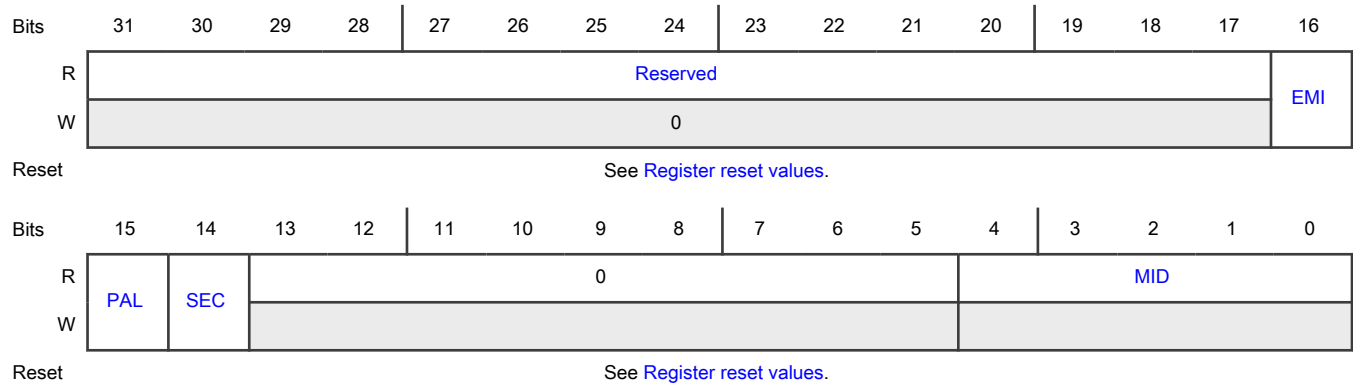 Bits 31 30 29 28 27 26 25 24 23 22 21 20 19 18 17 16
R Reserved EMI
W 0
Reset See Register reset values.
Bits 15 14 13 12 11 10 9 8 7 6 5 4 3 2 1 0
R PAL SEC 0 MID
W
Reset See Register reset values.